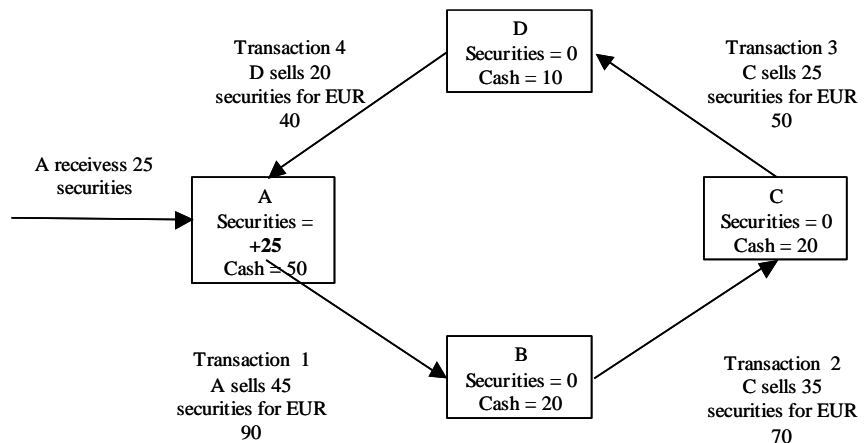 D
Securities = 0
Cash = 10
Transaction 4
D sells 20
securities for EUR
40
Transaction 3
C sells 25
securities for EUR
50
A receivess 25
securities
A
Securities =
+25
Cash = 50
C
Securities = 0
Cash = 20
B
Securities = 0
Cash = 20
Transaction 1
A sells 45
securities for EUR
90
Transaction 2
C sells 35
securities for EUR
70